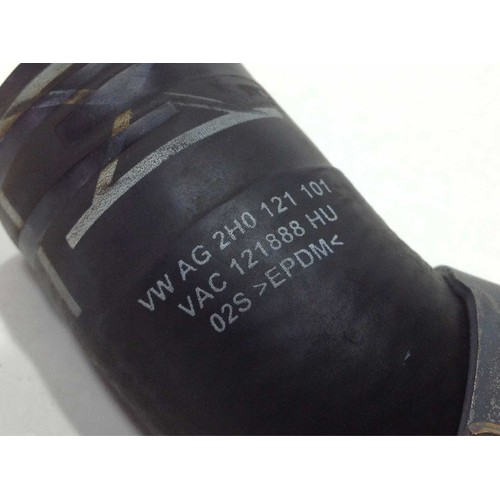 VW AG 2H0 121 101
VAC 121888 HU
02S >EPDM<